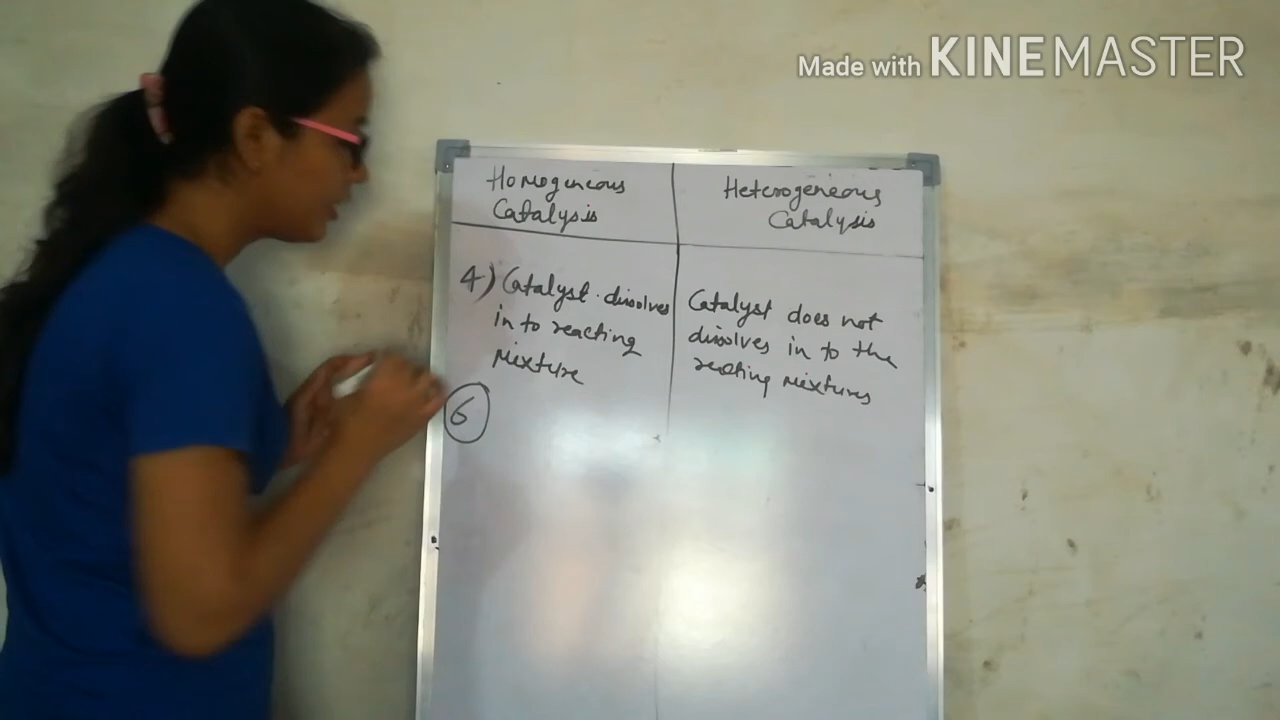 Made with KINEMASTER
Homogeneous
Catalysis
Heterogeneous
Catalysis
4) Catalyst dissolves
in to reacting
Mixture
Catalyst does not
dissolves in to the
reacting mixtures
6